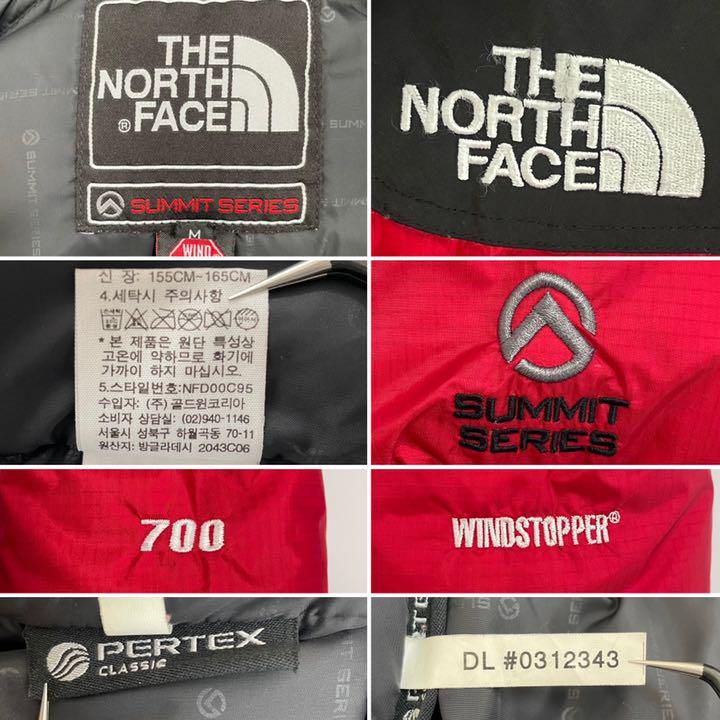 THE
NORTH
FACE
®
SUMMIT SERIES
M
WIND
THE
NORTH
FACE
신 장: 155CM~165CM
4.세탁시 주의사항
* 본 제품은 원단 특성상
고온에 약하므로 화기에
가까이 하지 마십시오.
5.스타일번호:NFD00C95
수입자: (주) 골드윈코리아
소비자 상담실: (02)940-1146
서울시 성북구 하월곡동 70-11
원산지: 방글라데시 2043C06
SUMMIT
SERIES
700
WINDSTOPPER®
PERTEX
CLASSIC
DL #0312343